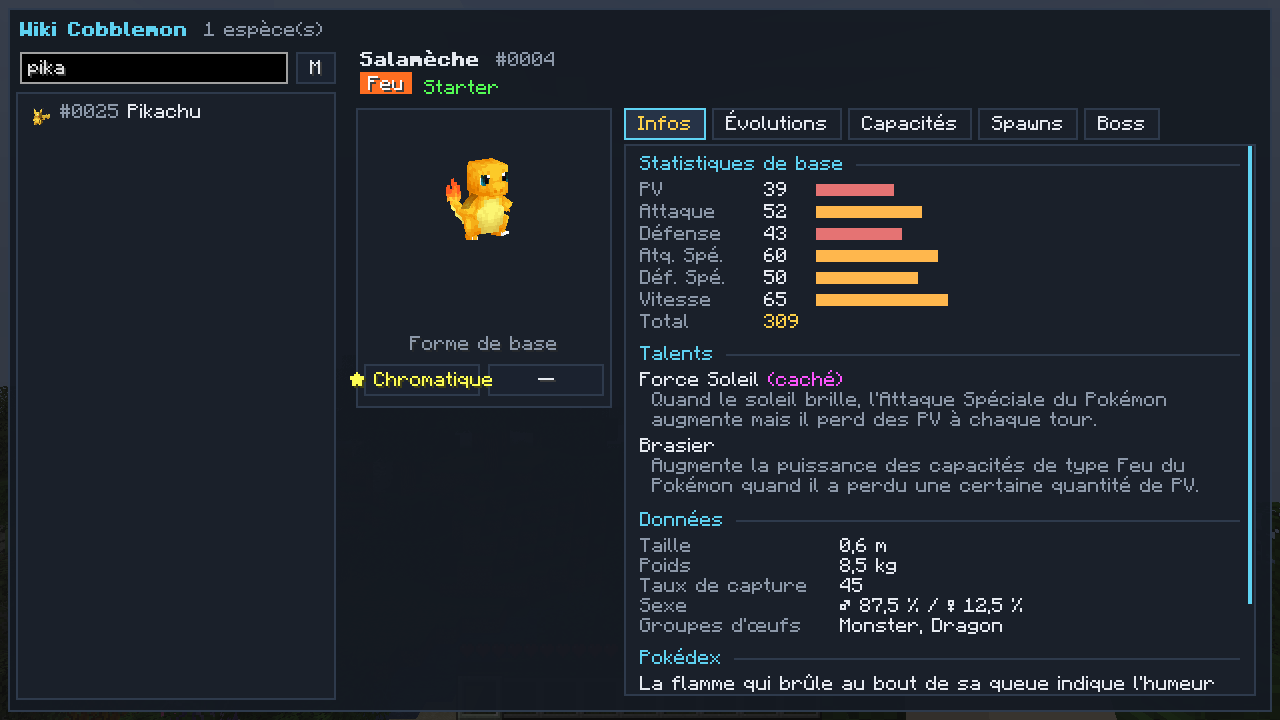 Wiki Cobblemon 1 espèce(s)
pika
M
#0025 Pikachu
Salamèche #0004
Feu Starter
Forme de base
Chromatique —
Infos Évolutions Capacités Spawns Boss
Statistiques de base
PV 39
Attaque 52
Défense 43
Atq. Spé. 60
Déf. Spé. 50
Vitesse 65
Total 309
Talents
Force Soleil (caché)
Quand le soleil brille, l'Attaque Spéciale du Pokémon
augmente mais il perd des PV à chaque tour.
Brasier
Augmente la puissance des capacités de type Feu du
Pokémon quand il a perdu une certaine quantité de PV.
Données
Taille 0,6 m
Poids 8,5 kg
Taux de capture 45
Sexe ♂ 87,5 % / ♀ 12,5 %
Groupes d'œufs Monster, Dragon
Pokédex
La flamme qui brûle au bout de sa queue indique l'humeur